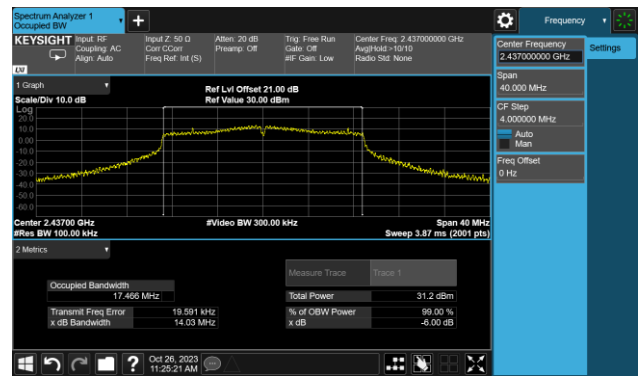 Spectrum Analyzer 1
Occupied BW
Frequency
KEYSIGHT
Input: RF
Coupling: AC
Align: Auto
Input Z: 50 Ω
Corr CCorr
Freq Ref: Int (S)
Atten: 20 dB
Preamp: Off
Trig: Free Run
Gate: Off
#IF Gain: Low
Center Freq: 2.437000000 GHz
Avg|Hold:>10/10
Radio Std: None
LXI
Center Frequency
2.437000000 GHz
Settings
Span
40.000 MHz
CF Step
4.000000 MHz
Auto
Man
Freq Offset
0 Hz
1 Graph
Scale/Div 10.0 dB
Ref Lvl Offset 21.00 dB
Ref Value 30.00 dBm
Log
20.0
10.0
0.00
-10.0
-20.0
-30.0
-40.0
-50.0
-60.0
Center 2.43700 GHz
#Res BW 100.00 kHz
#Video BW 300.00 kHz
Span 40 MHz
Sweep 3.87 ms (2001 pts)
2 Metrics
Measure Trace
Trace 1
Occupied Bandwidth
17.466 MHz
Total Power
31.2 dBm
Transmit Freq Error
19.591 kHz
% of OBW Power
99.00 %
x dB Bandwidth
14.03 MHz
x dB
-6.00 dB
?
Oct 26, 2023
11:25:21 AM